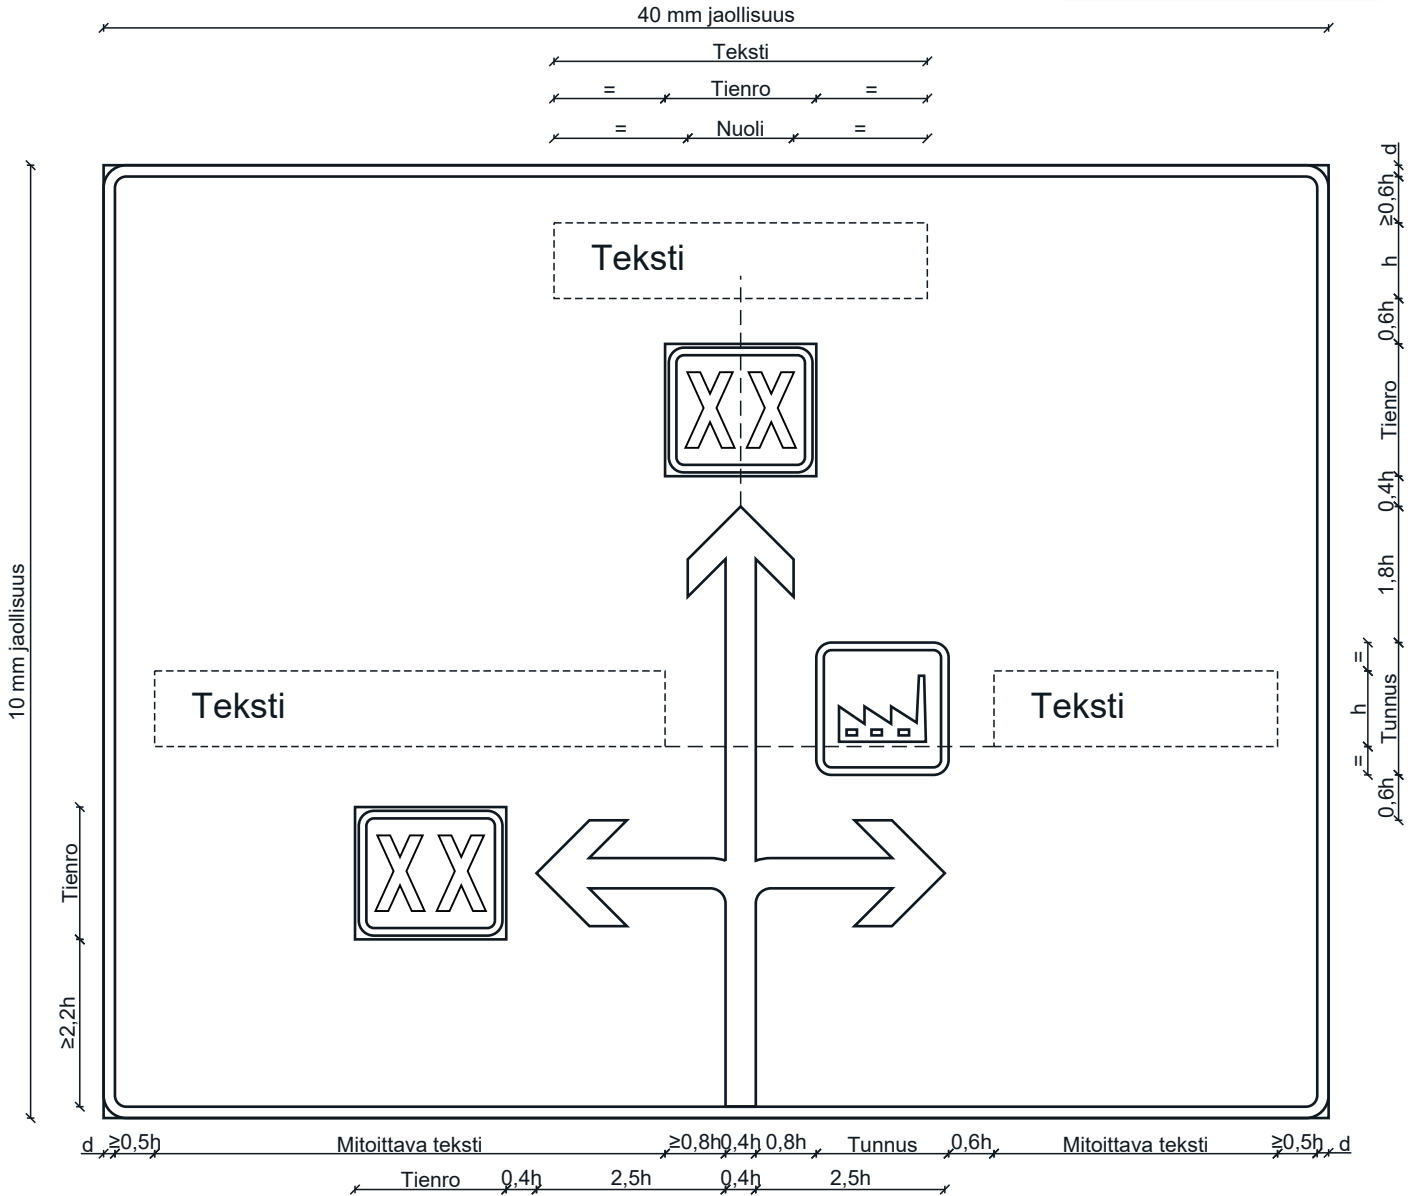 40 mm jaollisuus
Teksti
= Tienro =
= Nuoli =
d
≥0,6h
h
0,6h
Tienro
0,4h
1,8h
Tunnus
0,6h
=
h
=
10 mm jaollisuus
Teksti
XX
Teksti
Teksti
XX
Tienro
≥2,2h
d ≥0,5h Mitoittava teksti ≥0,8h 0,4h 0,8h Tunnus 0,6h Mitoittava teksti ≥0,5h d
Tienro 0,4h 2,5h 0,4h 2,5h